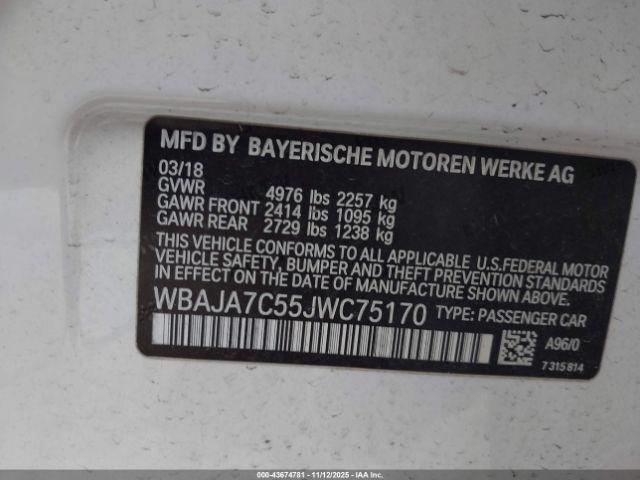 MFD BY BAYERISCHE MOTOREN WERKE AG
03/18
GVWR 4976 lbs 2257 kg
GAWR FRONT 2414 lbs 1095 kg
GAWR REAR 2729 lbs 1238 kg
THIS VEHICLE CONFORMS TO ALL APPLICABLE U.S.FEDERAL MOTOR
VEHICLE SAFETY, BUMPER AND THEFT PREVENTION STANDARDS
IN EFFECT ON THE DATE OF MANUFACTURE SHOWN ABOVE.
WBAJA7C55JWC75170 TYPE: PASSENGER CAR
A96/0
7 315 814
000-43674781 - 11/12/2025 - IAA Inc.